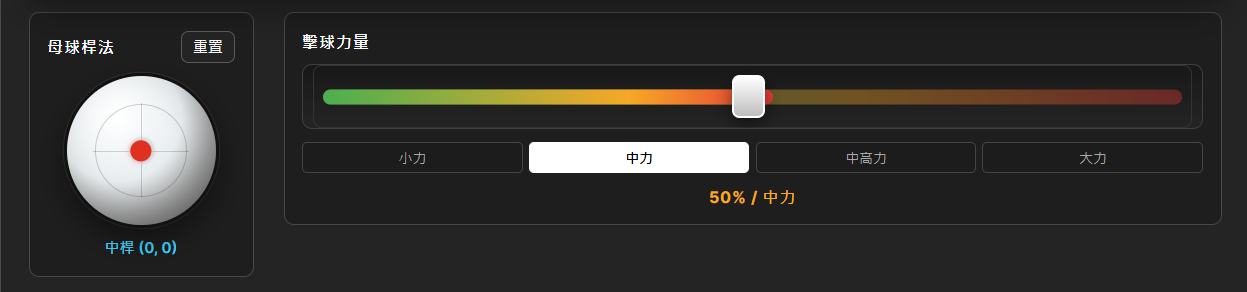 母球桿法
重置
中桿 (0, 0)
擊球力量
小力
中力
中高力
大力
50% / 中力